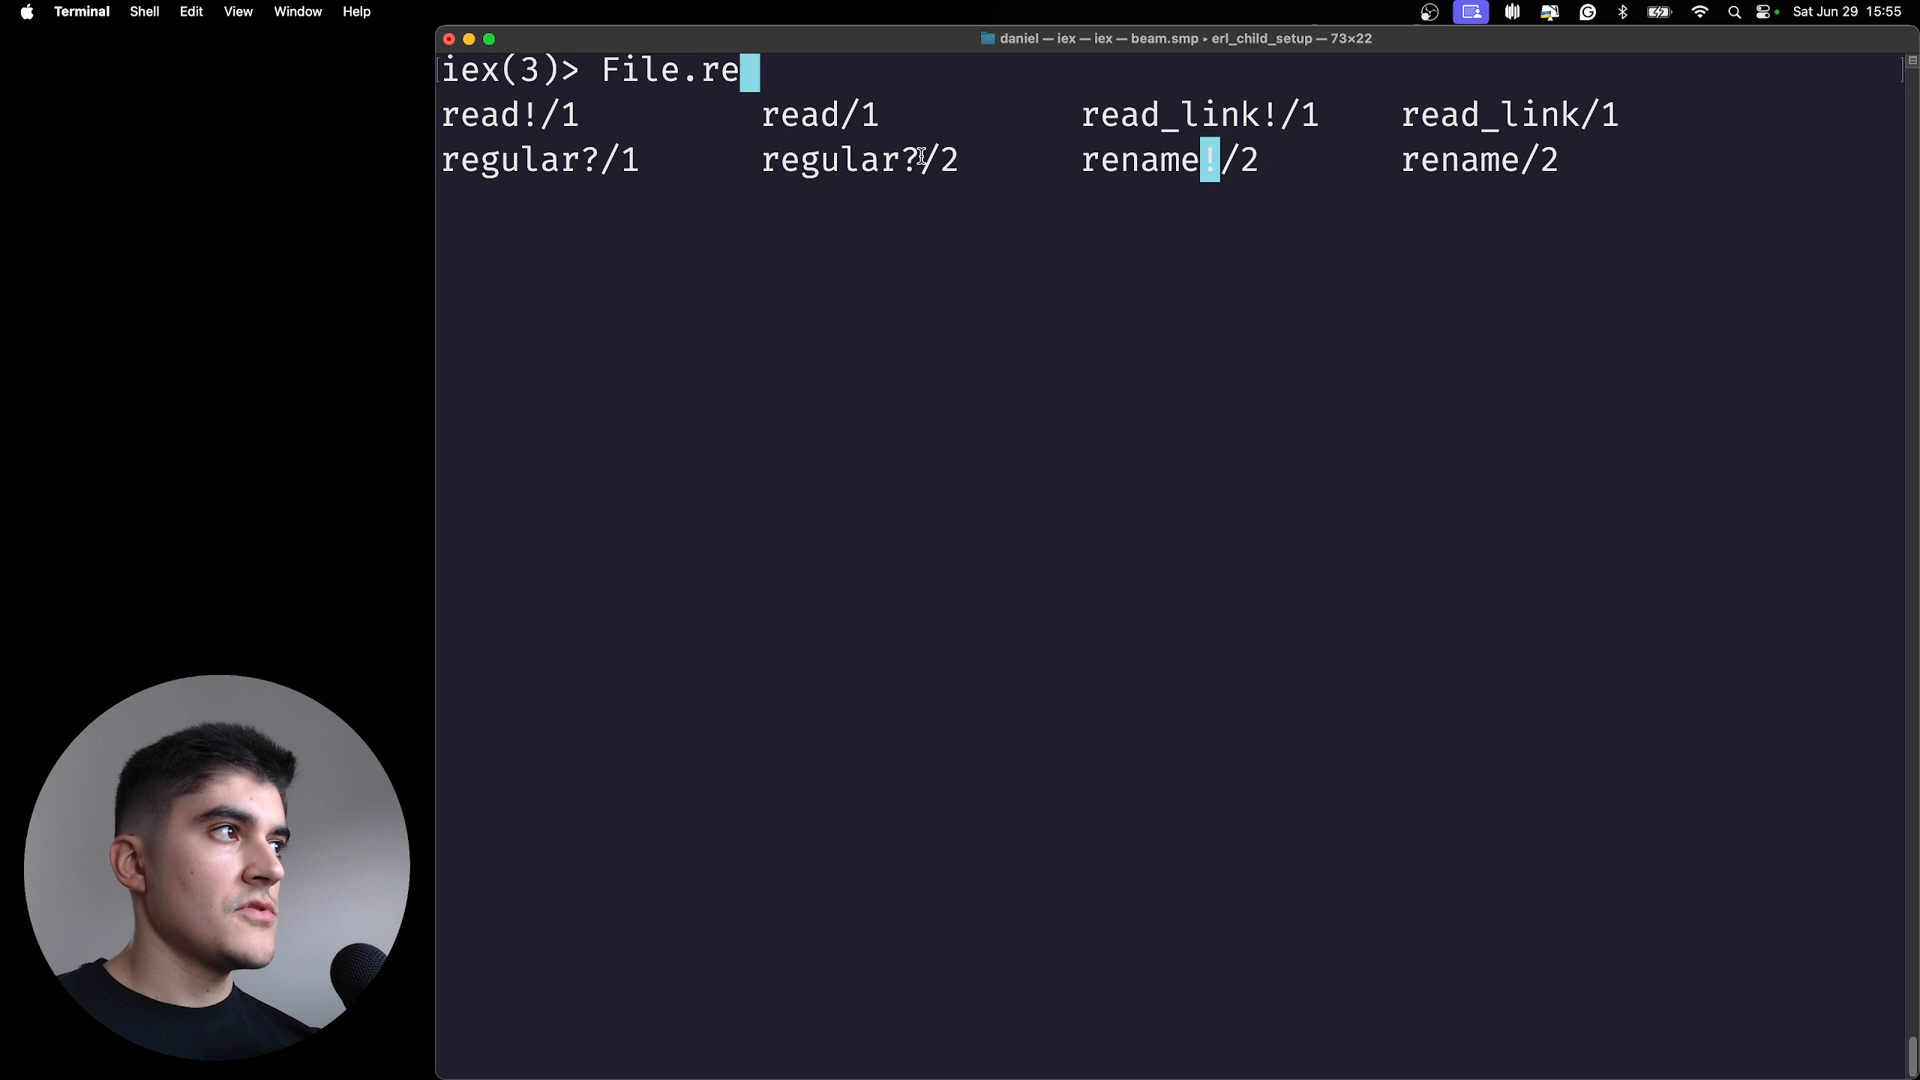 Terminal Shell Edit View Window Help Sat Jun 29 15:55
daniel — iex — iex — beam.smp ▸ erl_child_setup — 73×22
iex(3)> File.re
read!/1 read/1 read_link!/1 read_link/1
regular?/1 regular?/2 rename!/2 rename/2